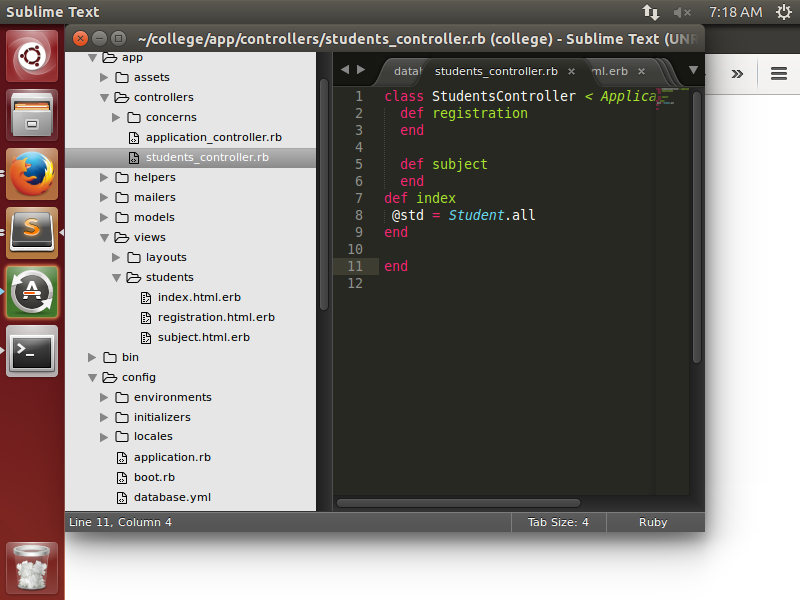 Sublime Text
7:18 AM
~/college/app/controllers/students_controller.rb (college) - Sublime Text (UNR
app
assets
controllers
concerns
application_controller.rb
students_controller.rb
helpers
mailers
models
views
layouts
students
index.html.erb
registration.html.erb
subject.html.erb
bin
config
environments
initializers
locales
application.rb
boot.rb
database.yml
datab students_controller.rb × ml.erb ×
1 class StudentsController < Applica
2 def registration
3 end
4
5 def subject
6 end
7 def index
8 @std = Student.all
9 end
10
11 end
12
Line 11, Column 4
Tab Size: 4
Ruby